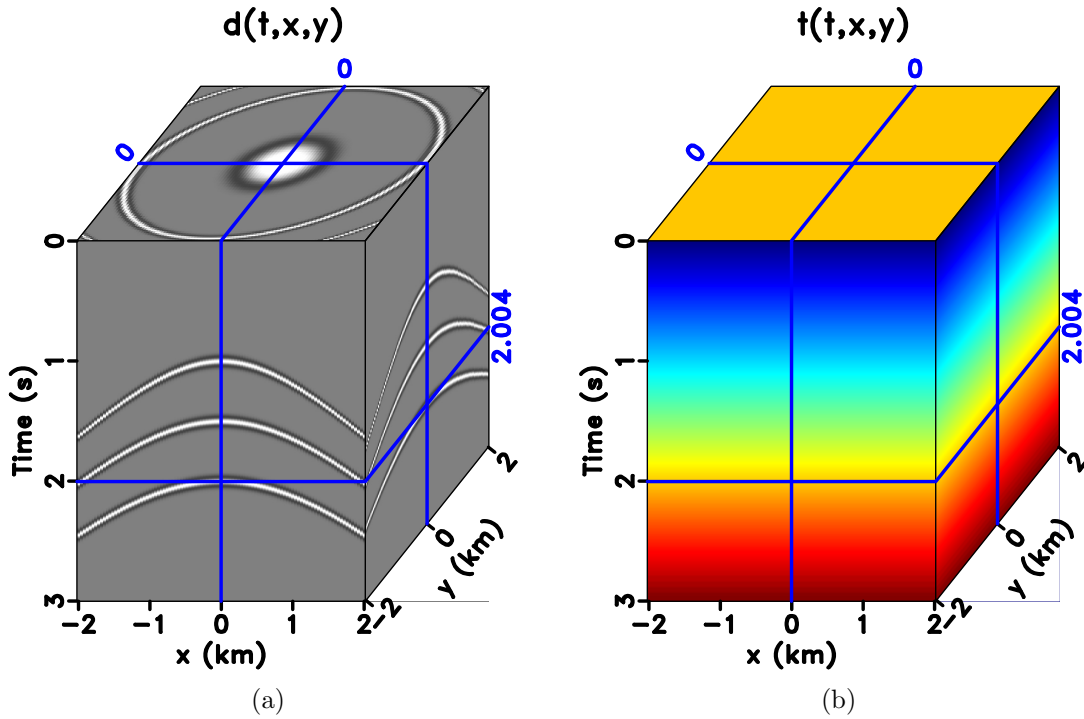 d(t,x,y)
0
0
0
1
2
3
Time (s)
2.004
-2 -1 0 1 2
x (km)
-2 0 2
y (km)
(a)
t(t,x,y)
0
0
0
1
2
3
Time (s)
2.004
-2 -1 0 1 2
x (km)
-2 0 2
y (km)
(b)